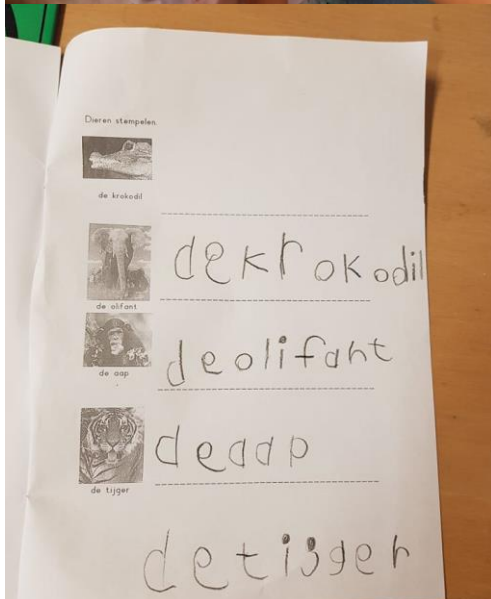 Dieren stempelen.
de krokodil
dekrokodil
de olifant
deolifant
de aap
deaap
de tijger
detijger